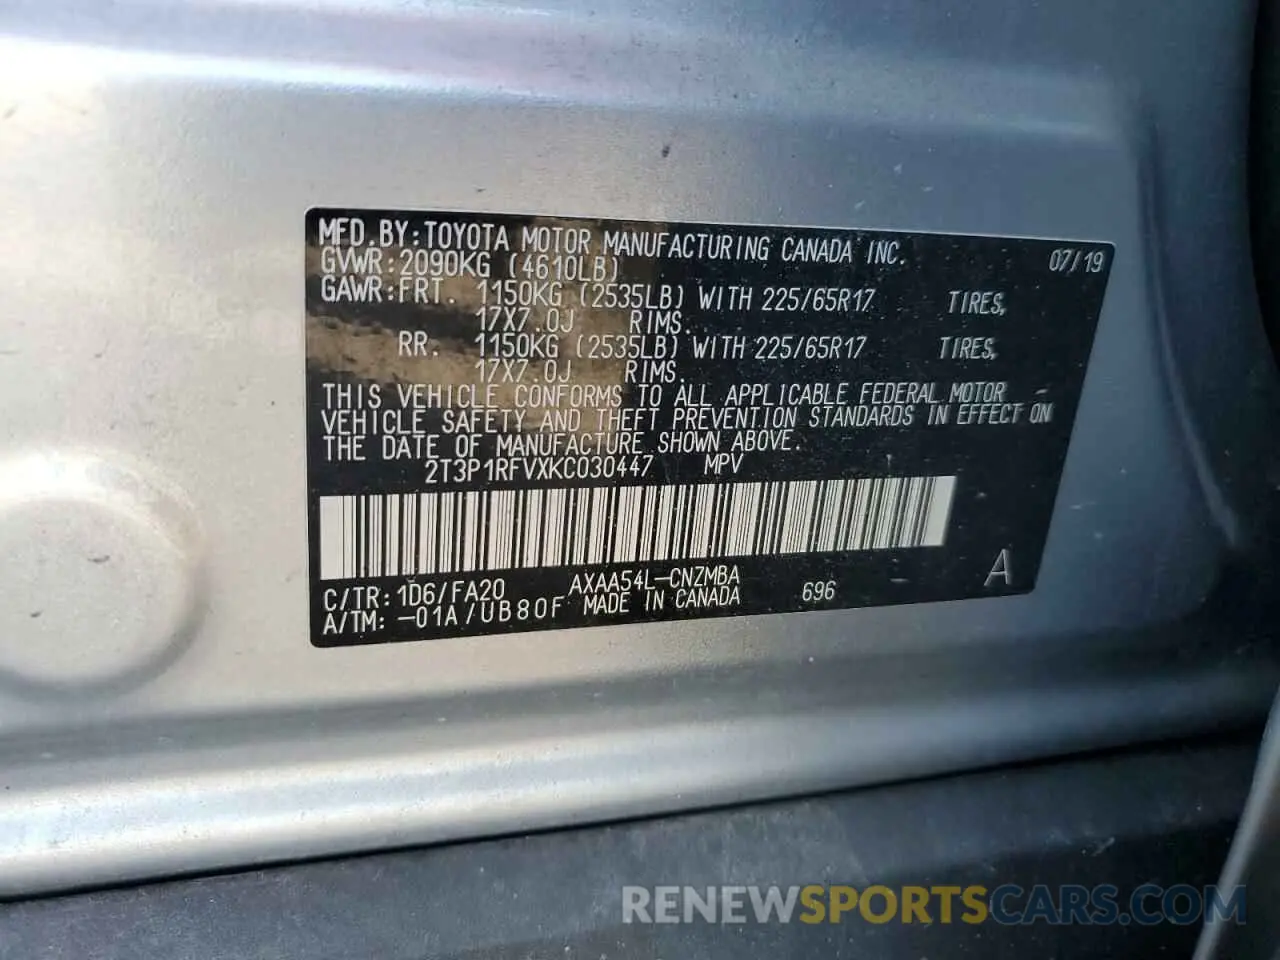 MFD.BY:TOYOTA MOTOR MANUFACTURING CANADA INC. 07/19
GVWR:2090KG (4610LB)
GAWR:FRT. 1150KG (2535LB) WITH 225/65R17 TIRES,
17X7.0J RIMS.
RR. 1150KG (2535LB) WITH 225/65R17 TIRES,
17X7.0J RIMS.
THIS VEHICLE CONFORMS TO ALL APPLICABLE FEDERAL MOTOR
VEHICLE SAFETY AND THEFT PREVENTION STANDARDS IN EFFECT ON
THE DATE OF MANUFACTURE SHOWN ABOVE.
2T3P1RFVXKC030447 MPV
C/TR: 1D6/FA20 AXAA54L-CNZMBA
A/TM: -01A/UB80F MADE IN CANADA 696 A
RENEWSPORTSCARS.COM